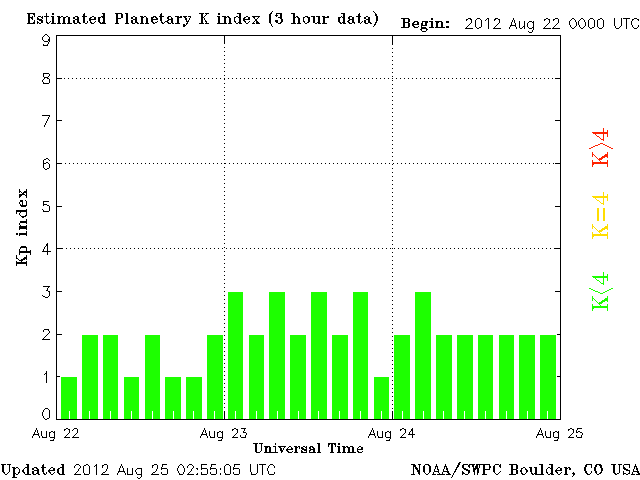 Estimated Planetary K index (3 hour data) Begin: 2012 Aug 22 0000 UTC
9
8
7
6
5
4
3
2
1
0
Kp index
K>4
K=4
K<4
Aug 22 Aug 23 Aug 24 Aug 25
Universal Time
Updated 2012 Aug 25 02:55:05 UTC NOAA/SWPC Boulder, CO USA